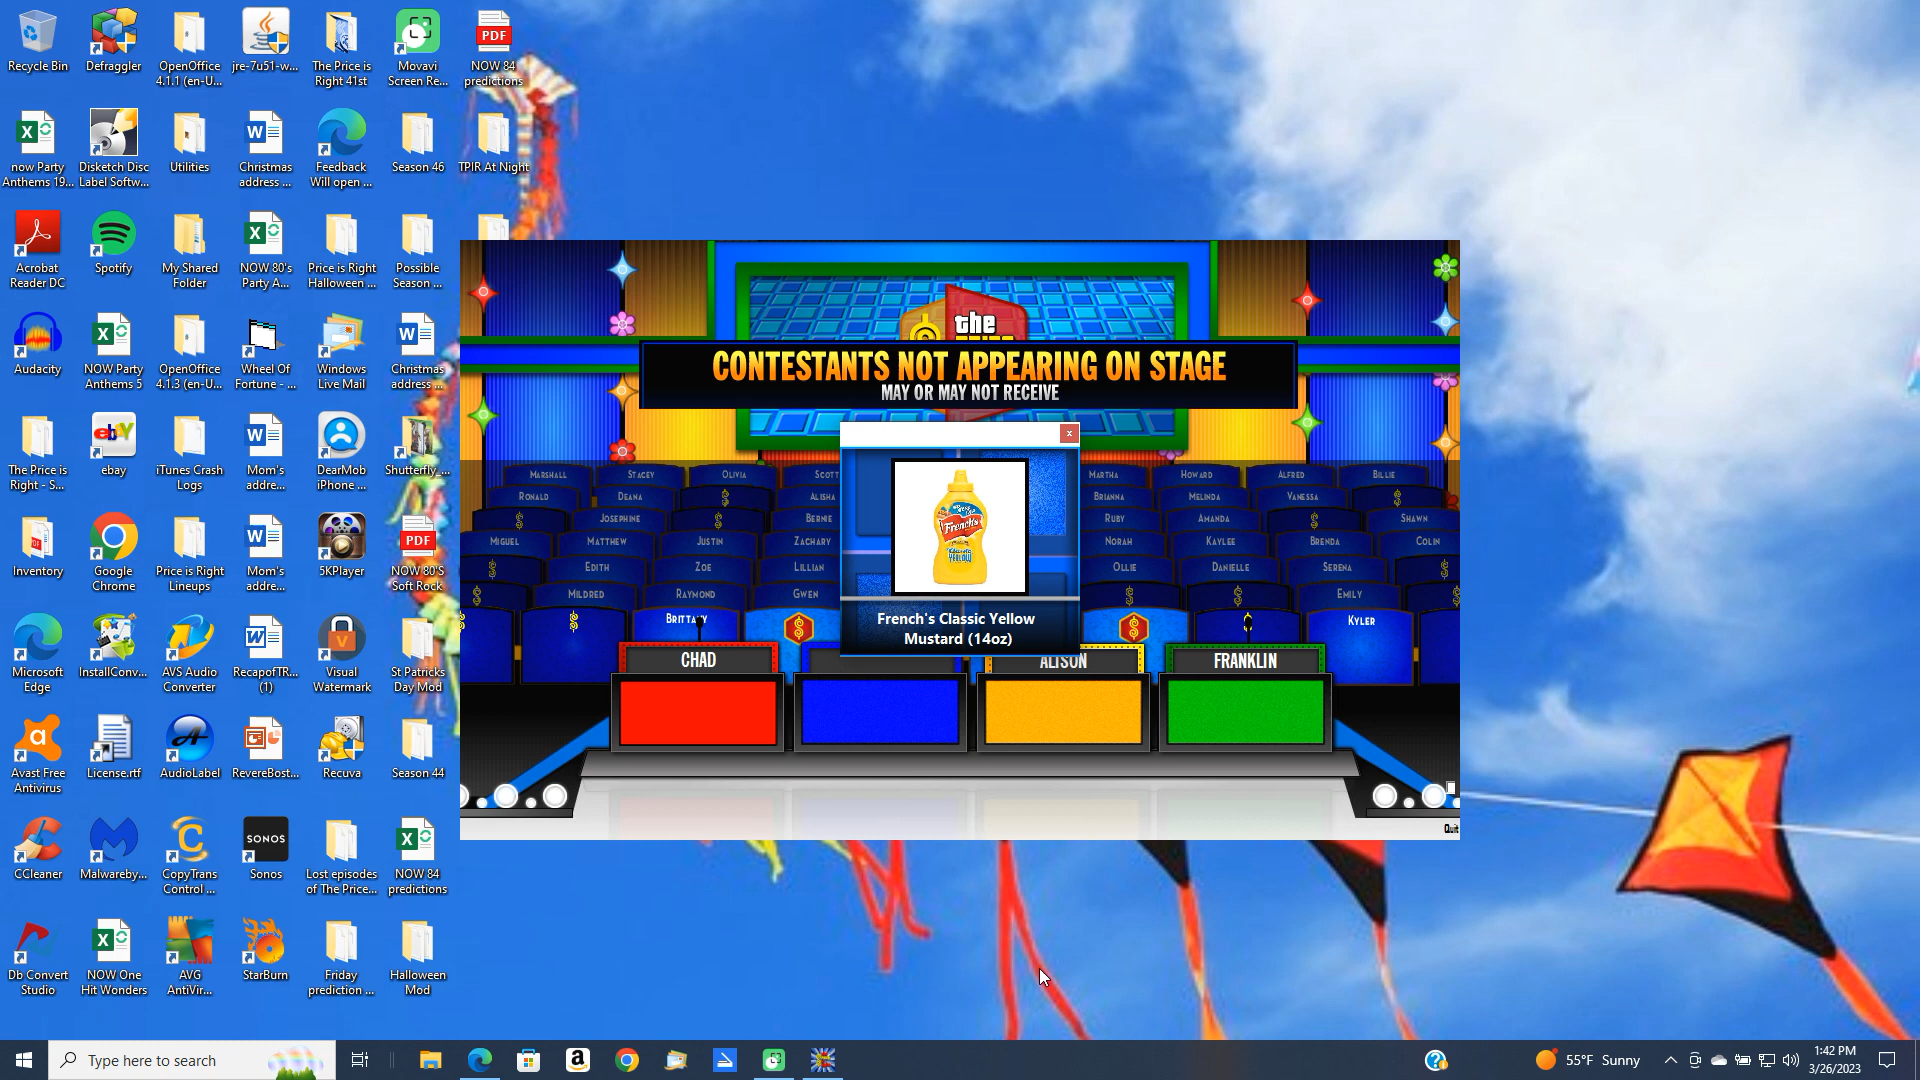 Recycle Bin
Defraggler
OpenOffice
4.1.1 (en-U...
jre-7u51-w...
The Price is
Right 41st
Movavi
Screen Re...
PDF
NOW 84
predictions
now Party
Anthems 19...
Disketch Disc
Label Softw...
Utilities
Christmas
address ...
Feedback
Will open ...
Season 46
TPIR At Night
Acrobat
Reader DC
Spotify
My Shared
Folder
NOW 80's
Party A...
Price is Right
Halloween ...
Possible
Season ...
Audacity
NOW Party
Anthems 5
OpenOffice
4.1.3 (en-U...
Wheel Of
Fortune - ...
Windows
Live Mail
Christmas
address ...
The Price is
Right - S...
ebay
ebay
iTunes Crash
Logs
Mom's
addre...
DearMob
iPhone ...
Shutterfly_...
Inventory
Google
Chrome
Price is Right
Lineups
Mom's
addre...
5KPlayer
PDF
NOW 80'S
Soft Rock
Microsoft
Edge
InstallConv...
AVS Audio
Converter
RecapofTR...
(1)
Visual
Watermark
St Patricks
Day Mod
Avast Free
Antivirus
License.rtf
AudioLabel
RevereBost...
Recuva
Season 44
CCleaner
Malwareby...
CopyTrans
Control ...
SONOS
Sonos
Lost episodes
of The Price...
NOW 84
predictions
Db Convert
Studio
NOW One
Hit Wonders
AVG
AntiVir...
StarBurn
Friday
prediction ...
Halloween
Mod
the
CONTESTANTS NOT APPEARING ON STAGE
MAY OR MAY NOT RECEIVE
MARSHALL STACEY OLIVIA SCOTT MARTHA HOWARD ALFRED BILLIE
RONALD DEANA ALISHA BRIANNA MELINDA VANESSA
JOSEPHINE BERNIE RUBY AMANDA SHAWN
MIGUEL MATTHEW JUSTIN ZACHARY NORAH KAYLEE BRENDA COLIN
EDITH ZOE LILLIAN OLLIE DANIELLE SERENA
MILDRED RAYMOND GWEN EMILY
BRITTANY KYLER
French's
YELLOW
French's Classic Yellow
Mustard (14oz)
CHAD ALISON FRANKLIN
Quit
Type here to search
55°F Sunny
1:42 PM
3/26/2023